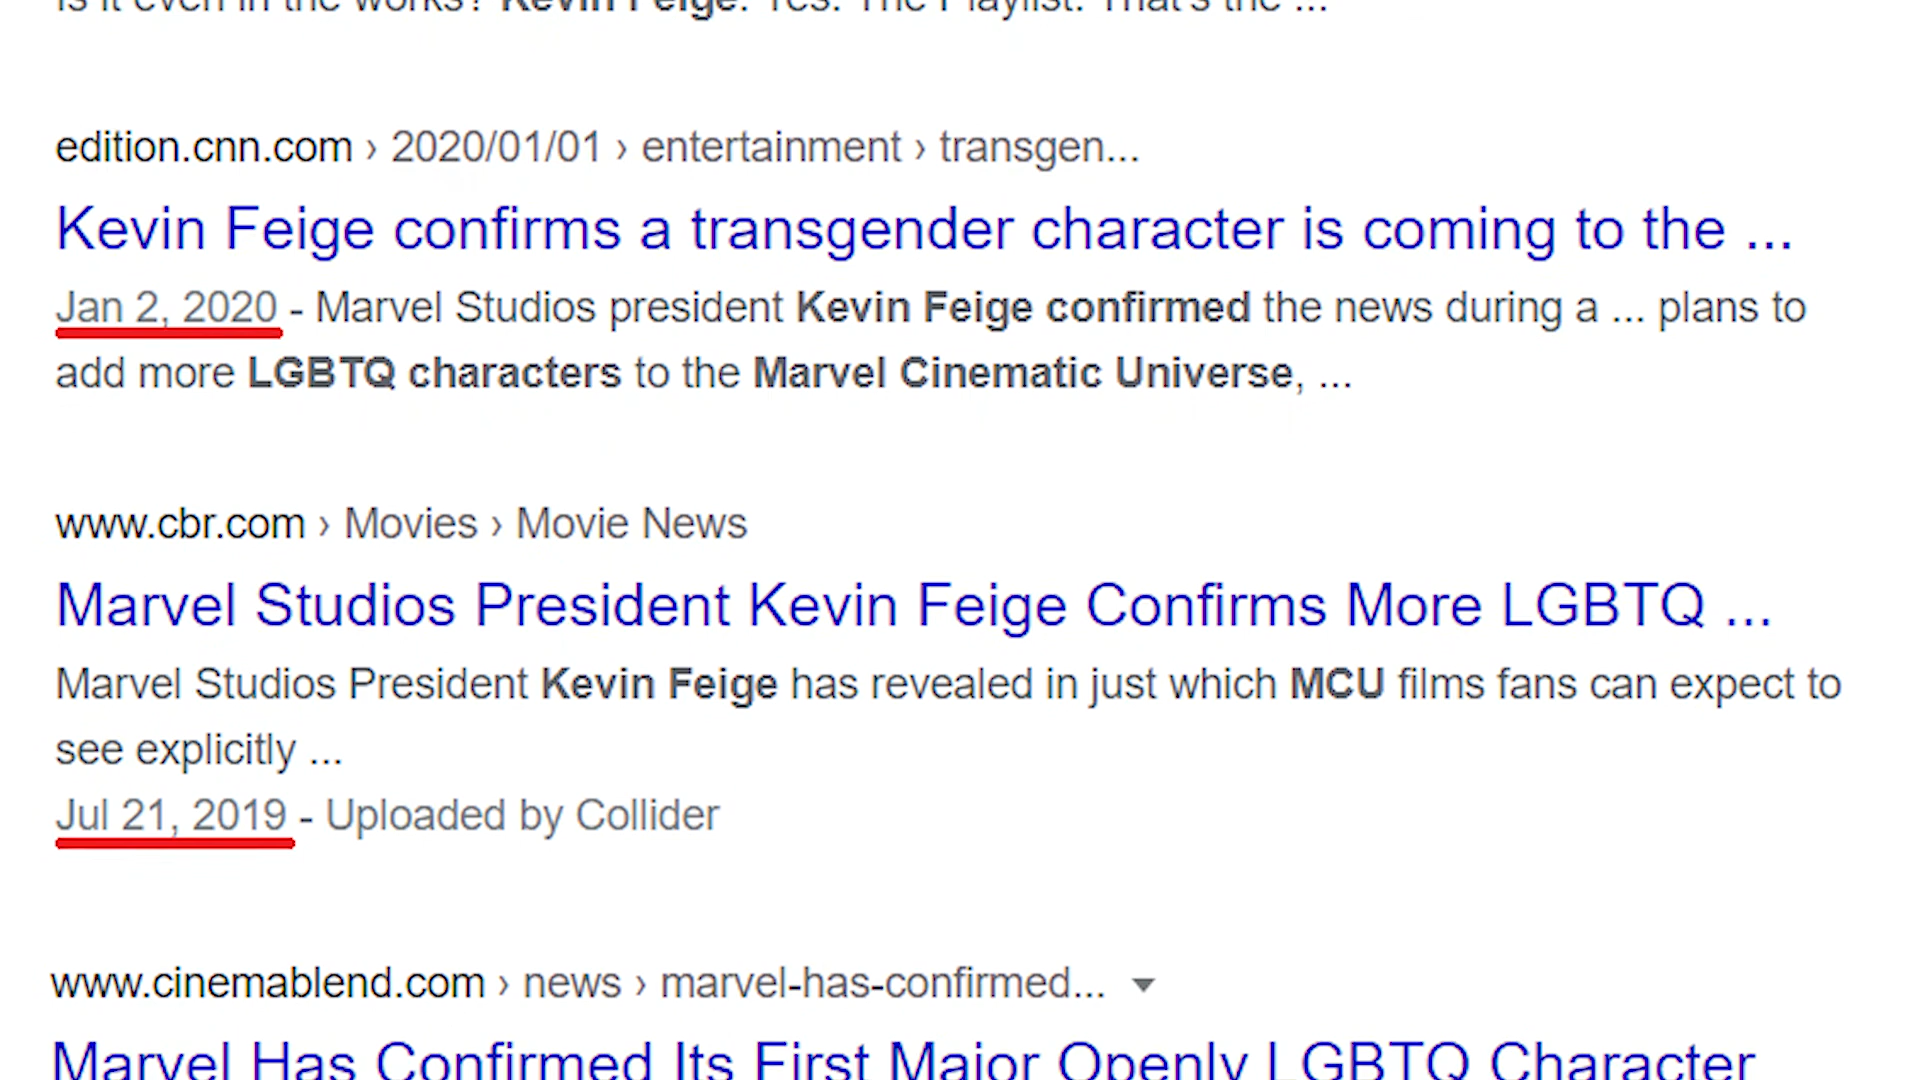 is it even in the works? Kevin Feige: Yes. The Playlist: That's the ...
edition.cnn.com › 2020/01/01 › entertainment › transgen...
Kevin Feige confirms a transgender character is coming to the ...
Jan 2, 2020 - Marvel Studios president Kevin Feige confirmed the news during a ... plans to
add more LGBTQ characters to the Marvel Cinematic Universe, ...
www.cbr.com › Movies › Movie News
Marvel Studios President Kevin Feige Confirms More LGBTQ ...
Marvel Studios President Kevin Feige has revealed in just which MCU films fans can expect to
see explicitly ...
Jul 21, 2019 - Uploaded by Collider
www.cinemablend.com › news › marvel-has-confirmed...
Marvel Has Confirmed Its First Major Openly LGBTQ Character